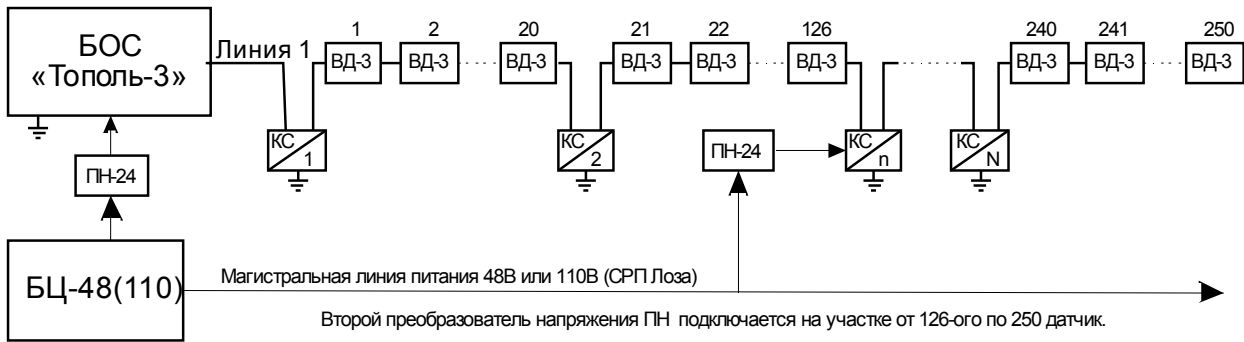 БОС
«Тополь-3»
Линия 1
1 2 20 21 22 126 240 241 250
ВД-3 ВД-3 ВД-3 ВД-3 ВД-3 ВД-3 ВД-3 ВД-3 ВД-3
КС 1
КС 2
ПН-24
КС n
КС N
ПН-24
БЦ-48(110)
Магистральная линия питания 48В или 110В (СРП Лоза)
Второй преобразователь напряжения ПН подключается на участке от 126-ого по 250 датчик.